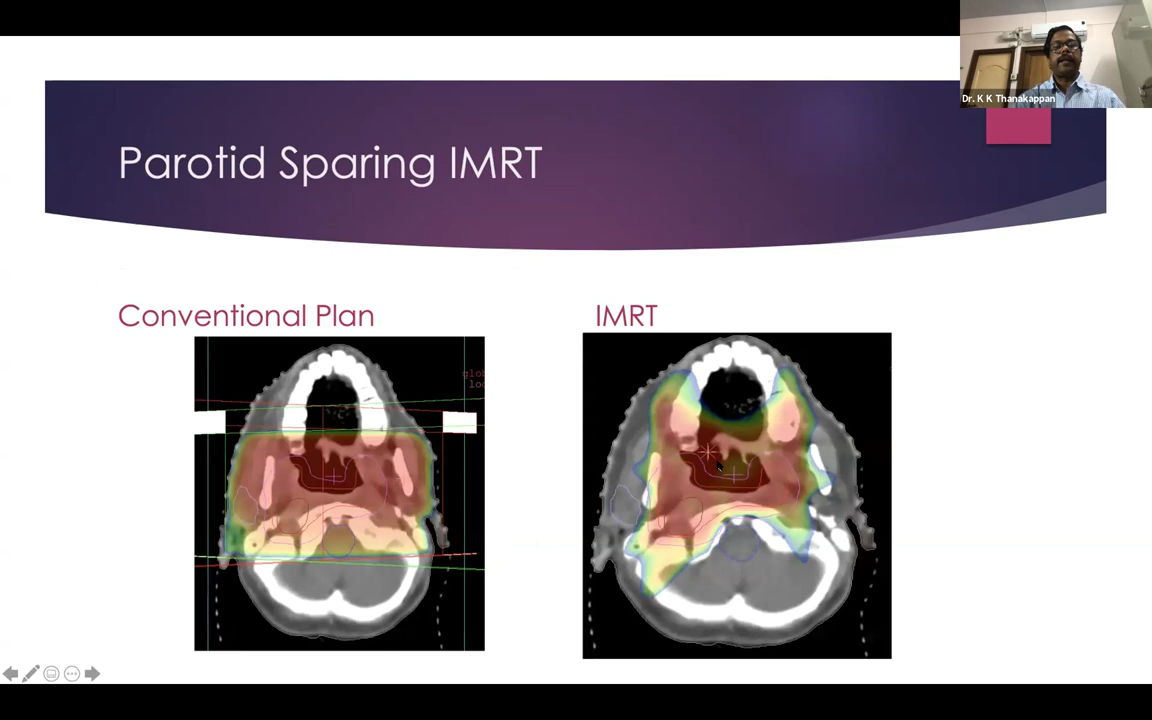 Dr. K K Thanakappan
Parotid Sparing IMRT
Conventional Plan
IMRT